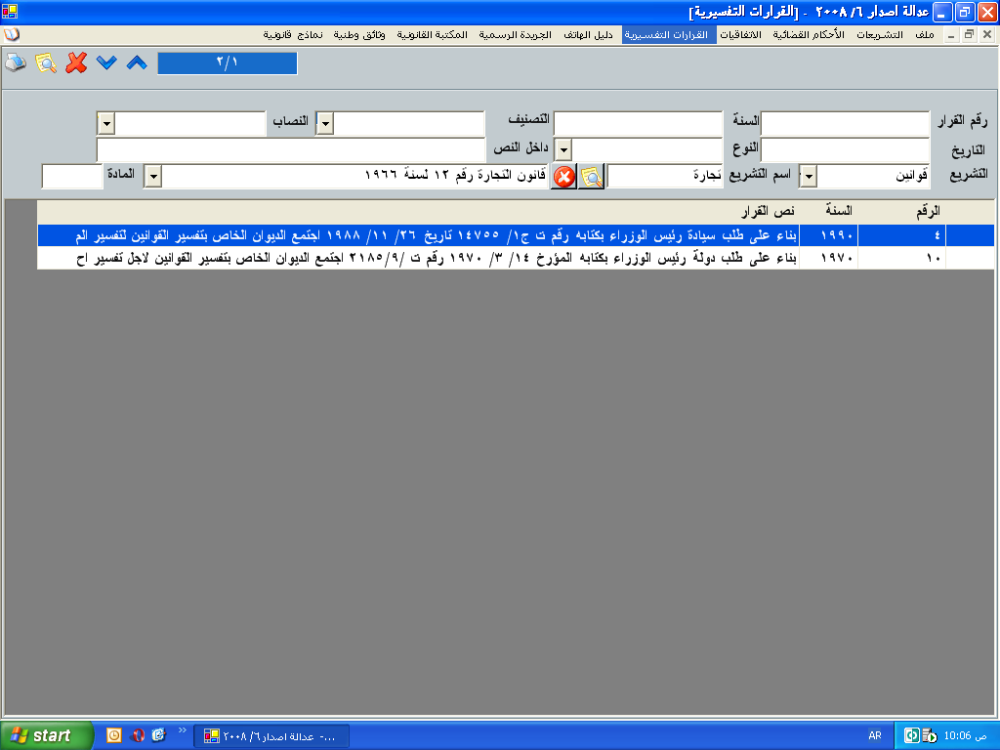 عدالة اصدار ٦/ ٢٠٠٨ - [القرارات التفسيرية]
ملف التشريعات الأحكام القضائية الاتفاقيات القرارات التفسيرية دليل الهاتف الجريدة الرسمية المكتبة القانونية وثائق وطنية نماذج قانونية
٢/١
رقم القرار السنة التصنيف النصاب
التاريخ النوع داخل النص
التشريع قوانين اسم التشريع تجارة قانون التجارة رقم ١٢ لسنة ١٩٦٦ المادة
الرقم السنة نص القرار
٤ ١٩٩٠ بناء على طلب سيادة رئيس الوزراء بكتابه رقم ت ج١/ ١٤٧٥٥ تاريخ ٢٦/ ١١/ ١٩٨٨ اجتمع الديوان الخاص بتفسير القوانين لتفسير الم
١٠ ١٩٧٠ بناء على طلب دولة رئيس الوزراء بكتابه المؤرخ ١٤/ ٣/ ١٩٧٠ رقم ت /٩/ ٢١٨٥ اجتمع الديوان الخاص بتفسير القوانين لاجل تفسير اح
start عدالة اصدار ٦/ ٢٠٠٨ -... AR 10:06 ص